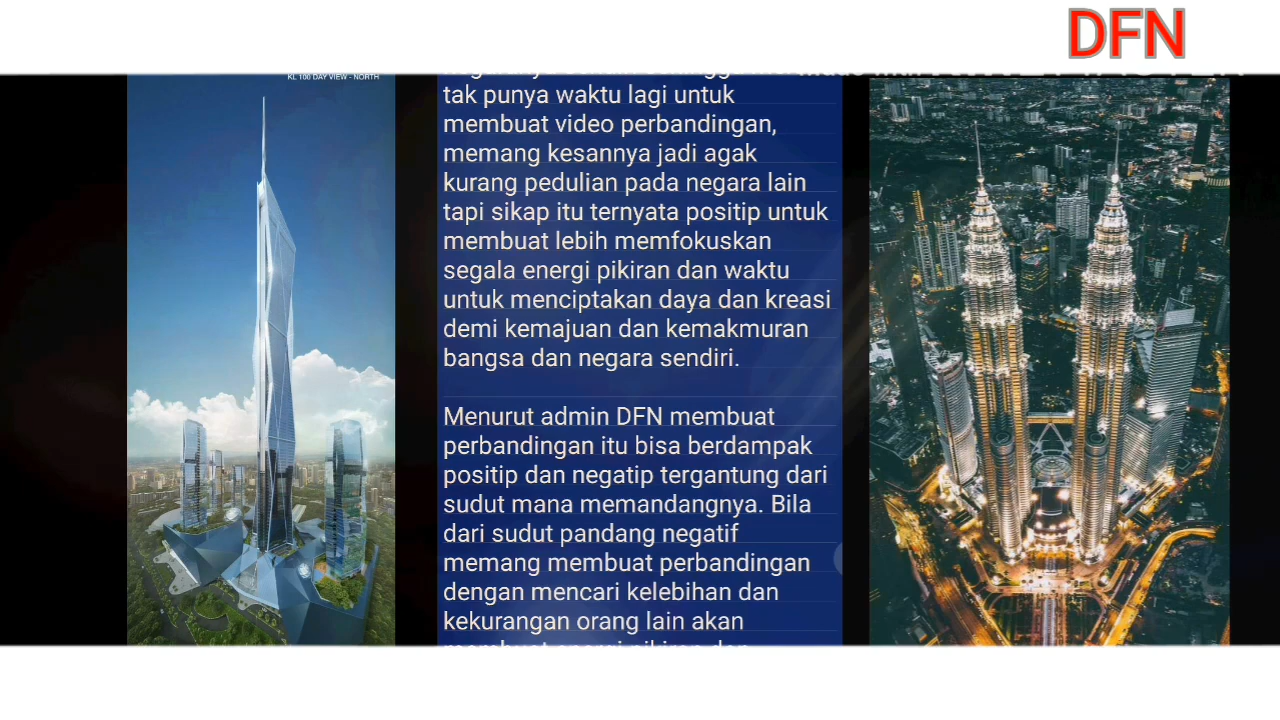 DFN
KL 100 DAY VIEW - NORTH
tak punya waktu lagi untuk
membuat video perbandingan,
memang kesannya jadi agak
kurang pedulian pada negara lain
tapi sikap itu ternyata positip untuk
membuat lebih memfokuskan
segala energi pikiran dan waktu
untuk menciptakan daya dan kreasi
demi kemajuan dan kemakmuran
bangsa dan negara sendiri.
Menurut admin DFN membuat
perbandingan itu bisa berdampak
positip dan negatip tergantung dari
sudut mana memandangnya. Bila
dari sudut pandang negatif
memang membuat perbandingan
dengan mencari kelebihan dan
kekurangan orang lain akan